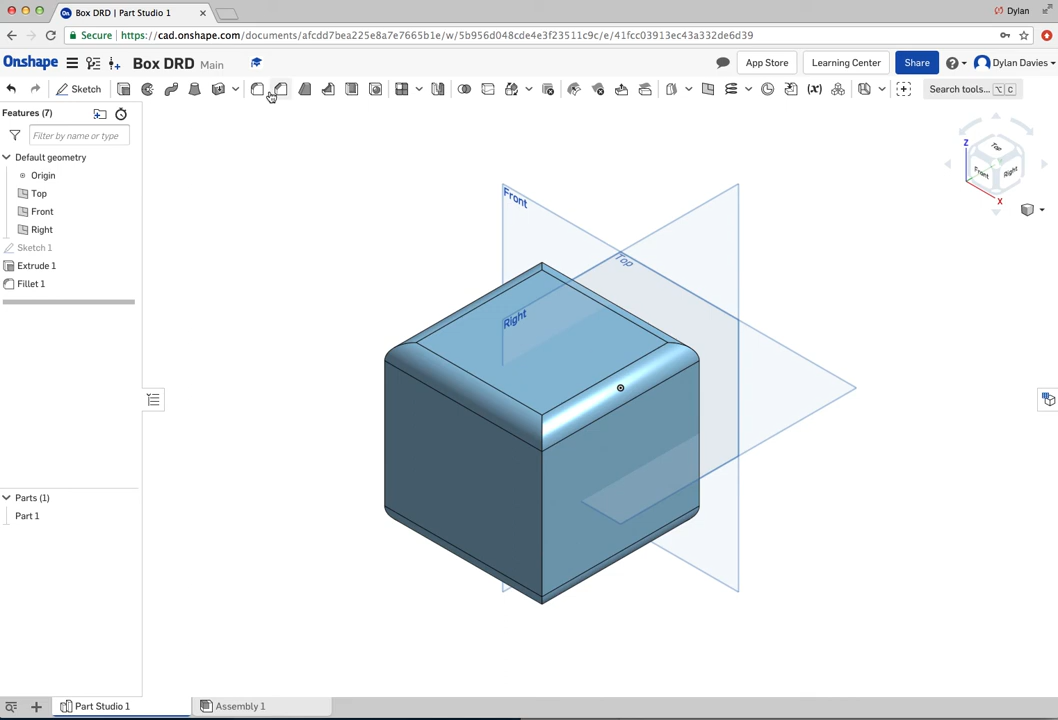 Box DRD | Part Studio 1
Dylan
Secure https://cad.onshape.com/documents/afcdd7bea225e8a7e7665b1e/w/5b956d048cde4e3f23511c9c/e/41fcc03913ec43a332de6d39
Onshape Box DRD Main App Store Learning Center Share Dylan Davies
Sketch (x) Search tools... ⌥ C
Features (7)
Filter by name or type
Default geometry
Origin
Top
Front
Right
Sketch 1
Extrude 1
Fillet 1
Parts (1)
Part 1
Front
Top
Right
Z
Top
Front
Right
X
Part Studio 1
Assembly 1